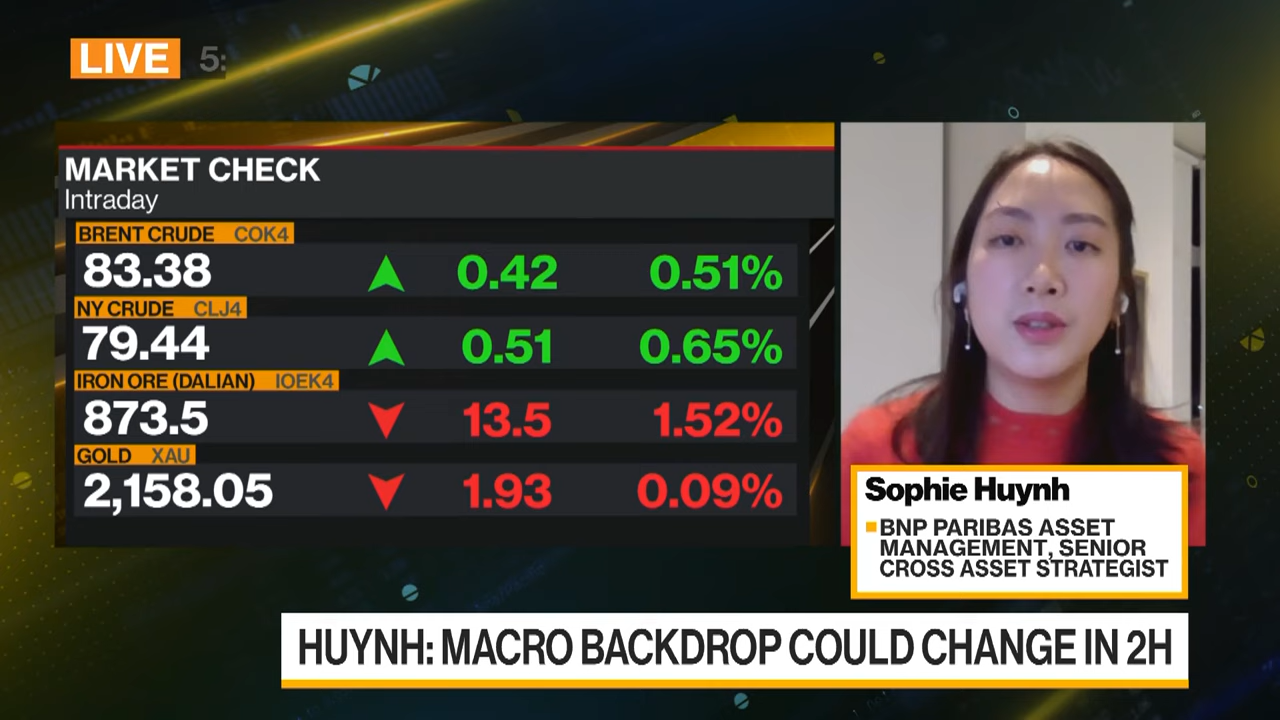 LIVE 5:
MARKET CHECK
Intraday
BRENT CRUDE COK4
83.38 0.42 0.51%
NY CRUDE CLJ4
79.44 0.51 0.65%
IRON ORE (DALIAN) IOEK4
873.5 13.5 1.52%
GOLD XAU
2,158.05 1.93 0.09%
Sophie Huynh
BNP PARIBAS ASSET
MANAGEMENT, SENIOR
CROSS ASSET STRATEGIST
HUYNH: MACRO BACKDROP COULD CHANGE IN 2H